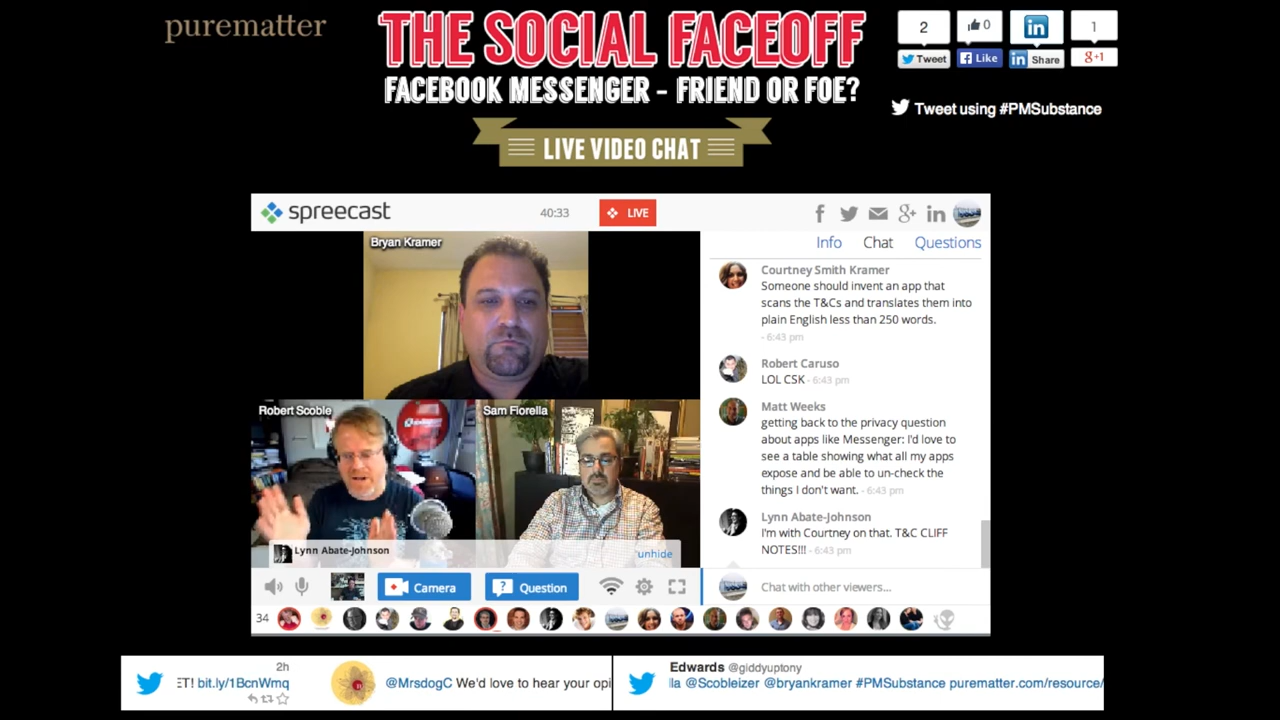 purematter
THE SOCIAL FACEOFF
FACEBOOK MESSENGER - FRIEND OR FOE?
LIVE VIDEO CHAT
2
0
in
1
Tweet
Like
in Share
g+1
Tweet using #PMSubstance
spreecast
40:33
LIVE
Bryan Kramer
Robert Scoble
Sam Fiorella
Lynn Abate-Johnson
unhide
Info Chat Questions
Courtney Smith Kramer
Someone should invent an app that
scans the T&Cs and translates them into
plain English less than 250 words.
- 6:43 pm
Robert Caruso
LOL CSK - 6:43 pm
Matt Weeks
getting back to the privacy question
about apps like Messenger: I'd love to
see a table showing what all my apps
expose and be able to un-check the
things I don't want. - 6:43 pm
Lynn Abate-Johnson
I'm with Courtney on that. T&C CLIFF
NOTES!!! - 6:43 pm
Camera
Question
Chat with other viewers...
34
2h
ET! bit.ly/1BcnWmq
@MrsdogC We'd love to hear your opi
Edwards @giddyuptony
lla @Scobleizer @bryankramer #PMSubstance purematter.com/resource/